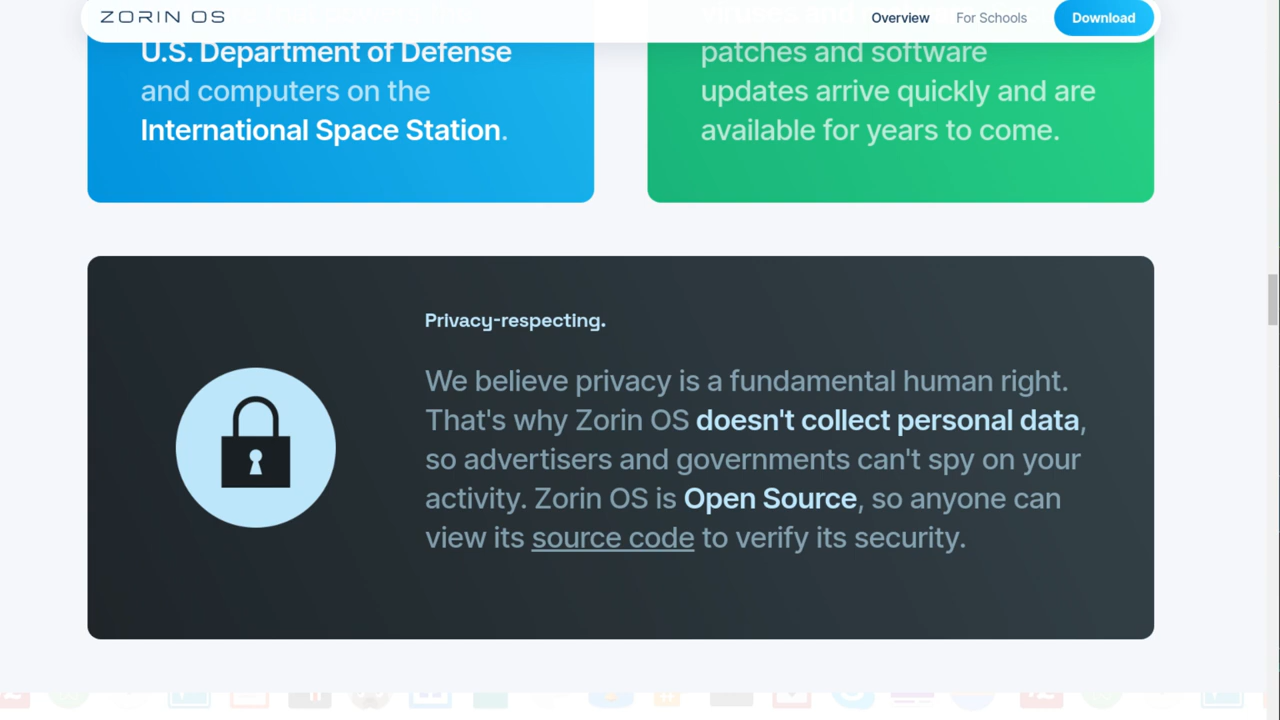 ZORIN OS
Overview
For Schools
Download
U.S. Department of Defense
and computers on the
International Space Station.
patches and software
updates arrive quickly and are
available for years to come.
Privacy-respecting.
We believe privacy is a fundamental human right.
That's why Zorin OS doesn't collect personal data,
so advertisers and governments can't spy on your
activity. Zorin OS is Open Source, so anyone can
view its source code to verify its security.